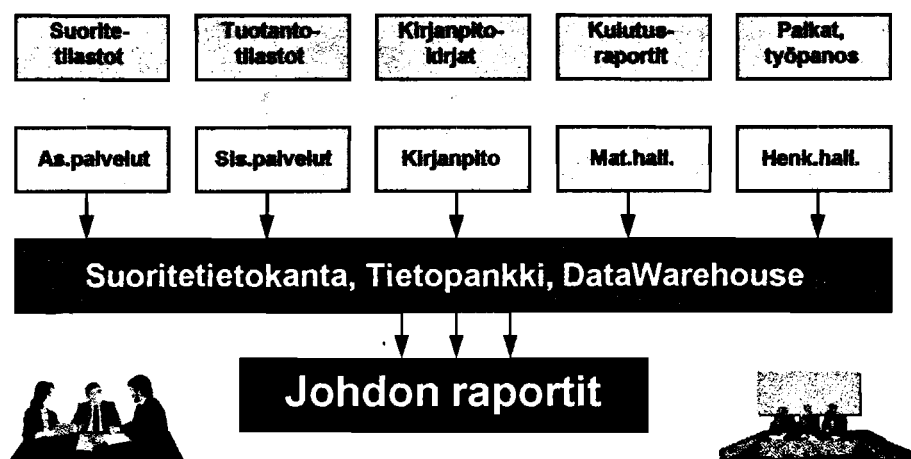 Suorite-
tilastot
Tuotanto-
tilastot
Kirjanpito-
kirjat
Kulutus-
raportit
Palkat,
työpanos
As.palvelut
Sis.palvelut
Kirjanpito
Mat.hall.
Henk.hall.
Suoritetietokanta, Tietopankki, DataWarehouse
Johdon raportit